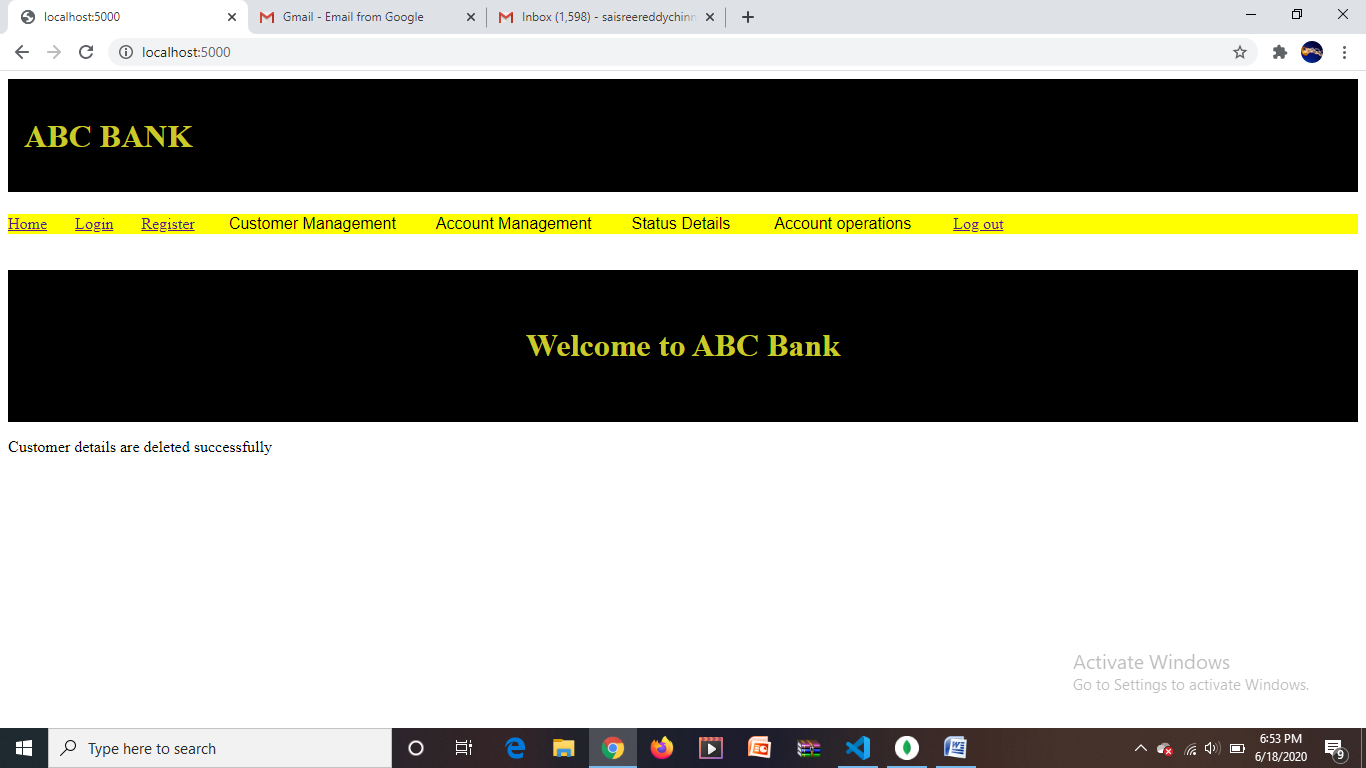 localhost:5000
Gmail - Email from Google
Inbox (1,598) - saisreereddychinn
localhost:5000
ABC BANK
Home Login Register Customer Management Account Management Status Details Account operations Log out
Welcome to ABC Bank
Customer details are deleted successfully
Activate Windows
Go to Settings to activate Windows.
Type here to search
6:53 PM
6/18/2020
9